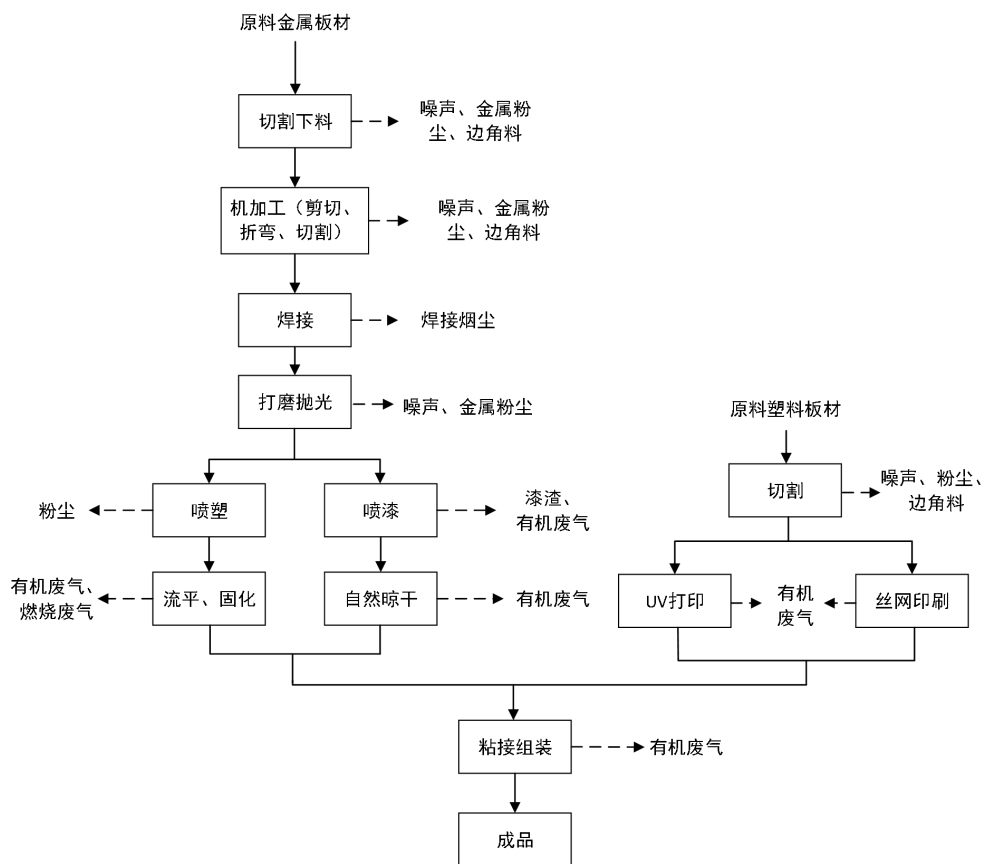 原料金属板材
切割下料
噪声、金属粉
尘、边角料
机加工（剪切、
折弯、切割）
噪声、金属粉
尘、边角料
焊接
焊接烟尘
打磨抛光
噪声、金属粉尘
原料塑料板材
切割
噪声、粉尘、
边角料
粉尘
喷塑
喷漆
漆渣、
有机废气
有机废气、
燃烧废气
流平、固化
自然晾干
有机废气
UV打印
有机
废气
丝网印刷
粘接组装
有机废气
成品